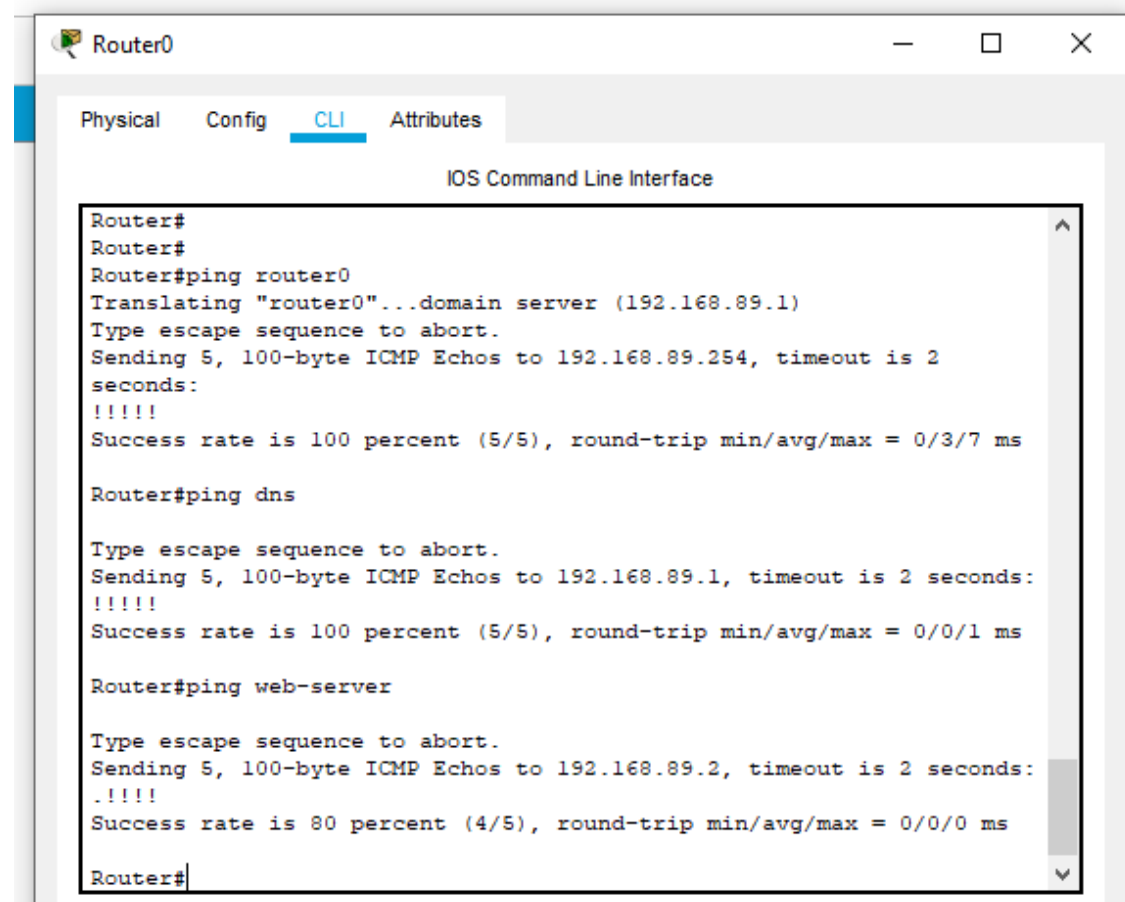 Router0
Physical Config CLI Attributes
IOS Command Line Interface
Router#
Router#
Router#ping router0
Translating "router0"...domain server (192.168.89.1)
Type escape sequence to abort.
Sending 5, 100-byte ICMP Echos to 192.168.89.254, timeout is 2
seconds:
!!!!!
Success rate is 100 percent (5/5), round-trip min/avg/max = 0/3/7 ms
Router#ping dns
Type escape sequence to abort.
Sending 5, 100-byte ICMP Echos to 192.168.89.1, timeout is 2 seconds:
!!!!!
Success rate is 100 percent (5/5), round-trip min/avg/max = 0/0/1 ms
Router#ping web-server
Type escape sequence to abort.
Sending 5, 100-byte ICMP Echos to 192.168.89.2, timeout is 2 seconds:
.!!!!
Success rate is 80 percent (4/5), round-trip min/avg/max = 0/0/0 ms
Router#